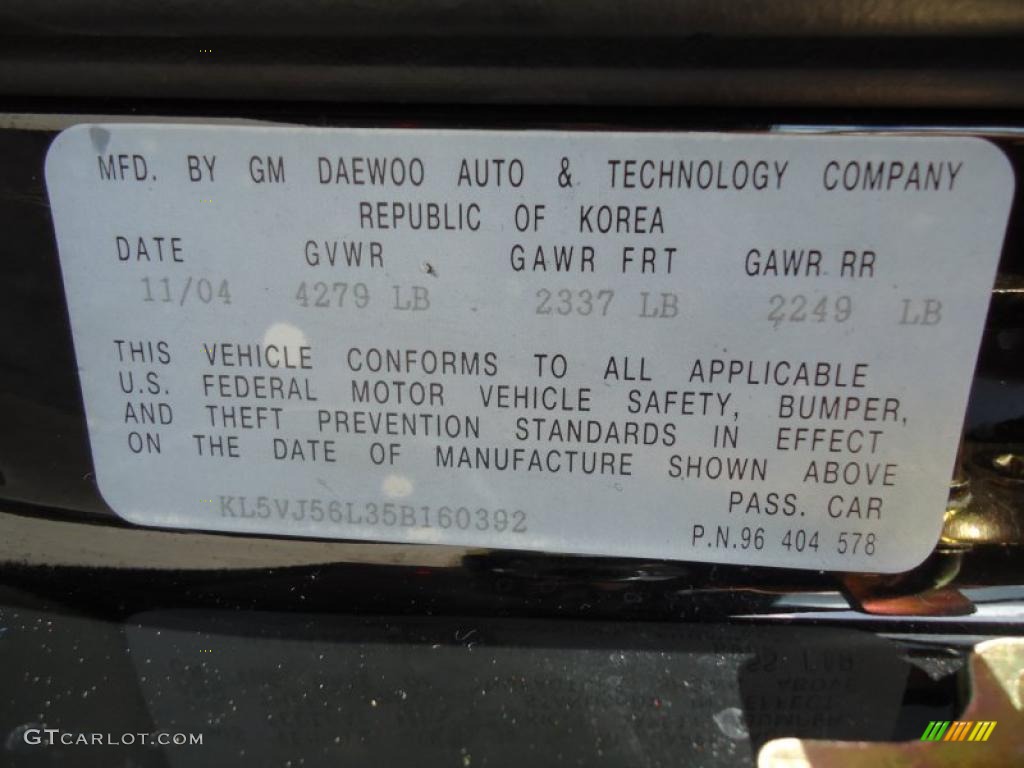 MFD. BY GM DAEWOO AUTO & TECHNOLOGY COMPANY
REPUBLIC OF KOREA
DATE GVWR GAWR FRT GAWR RR
11/04 4279 LB 2337 LB 2249 LB
THIS VEHICLE CONFORMS TO ALL APPLICABLE
U.S. FEDERAL MOTOR VEHICLE SAFETY, BUMPER,
AND THEFT PREVENTION STANDARDS IN EFFECT
ON THE DATE OF MANUFACTURE SHOWN ABOVE
PASS. CAR
KL5VJ56L35B160392
P.N.96 404 578
GTCARLOT.COM